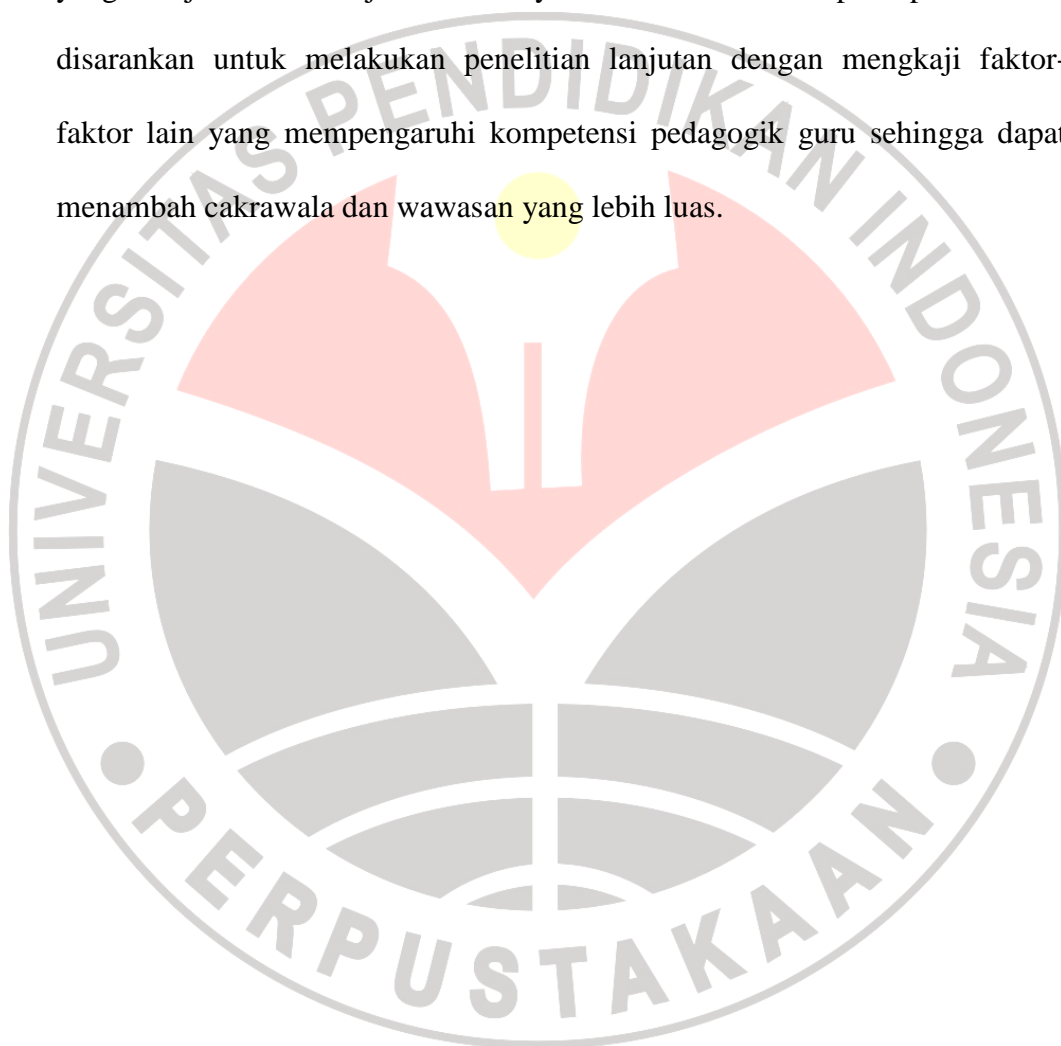 disarankan untuk melakukan penelitian lanjutan dengan mengkaji faktor-
faktor lain yang mempengaruhi kompetensi pedagogik guru sehingga dapat
menambah cakrawala dan wawasan yang lebih luas.
UNIVERSITAS PENDIDIKAN INDONESIA
PERPUSTAKAAN